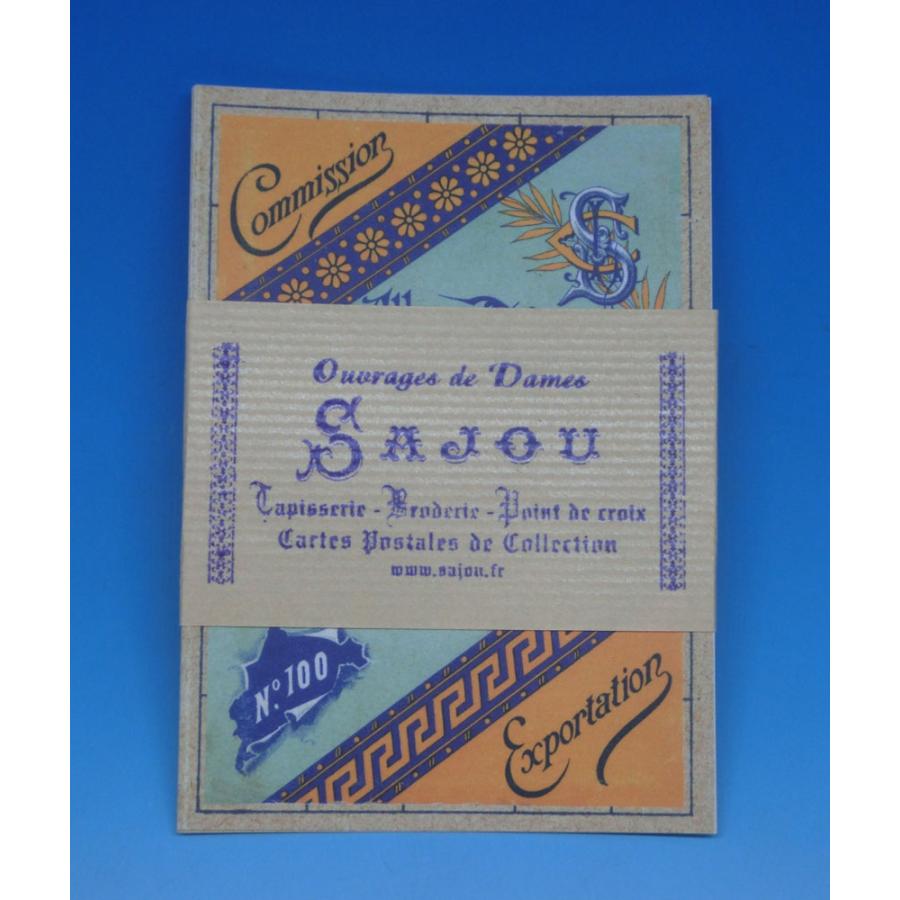 Commission
Ouvrages de Dames
SAJOU
Tapisserie - Broderie - Point de croix
Cartes Postales de Collection
www.sajou.fr
N.º 100
Exportation